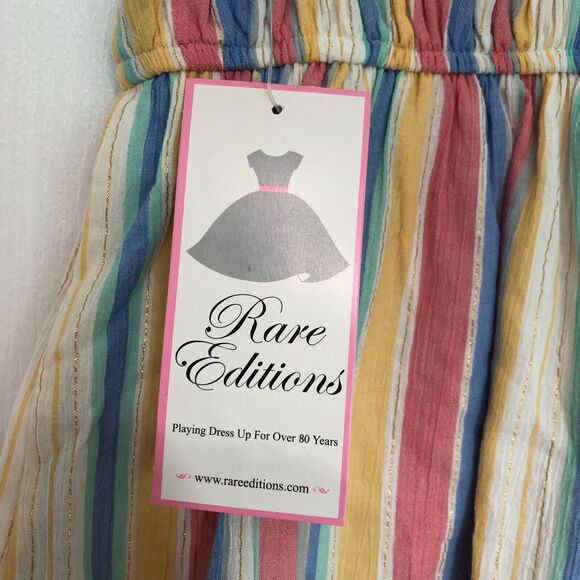 Rare
Editions
Playing Dress Up For Over 80 Years
www.rareeditions.com